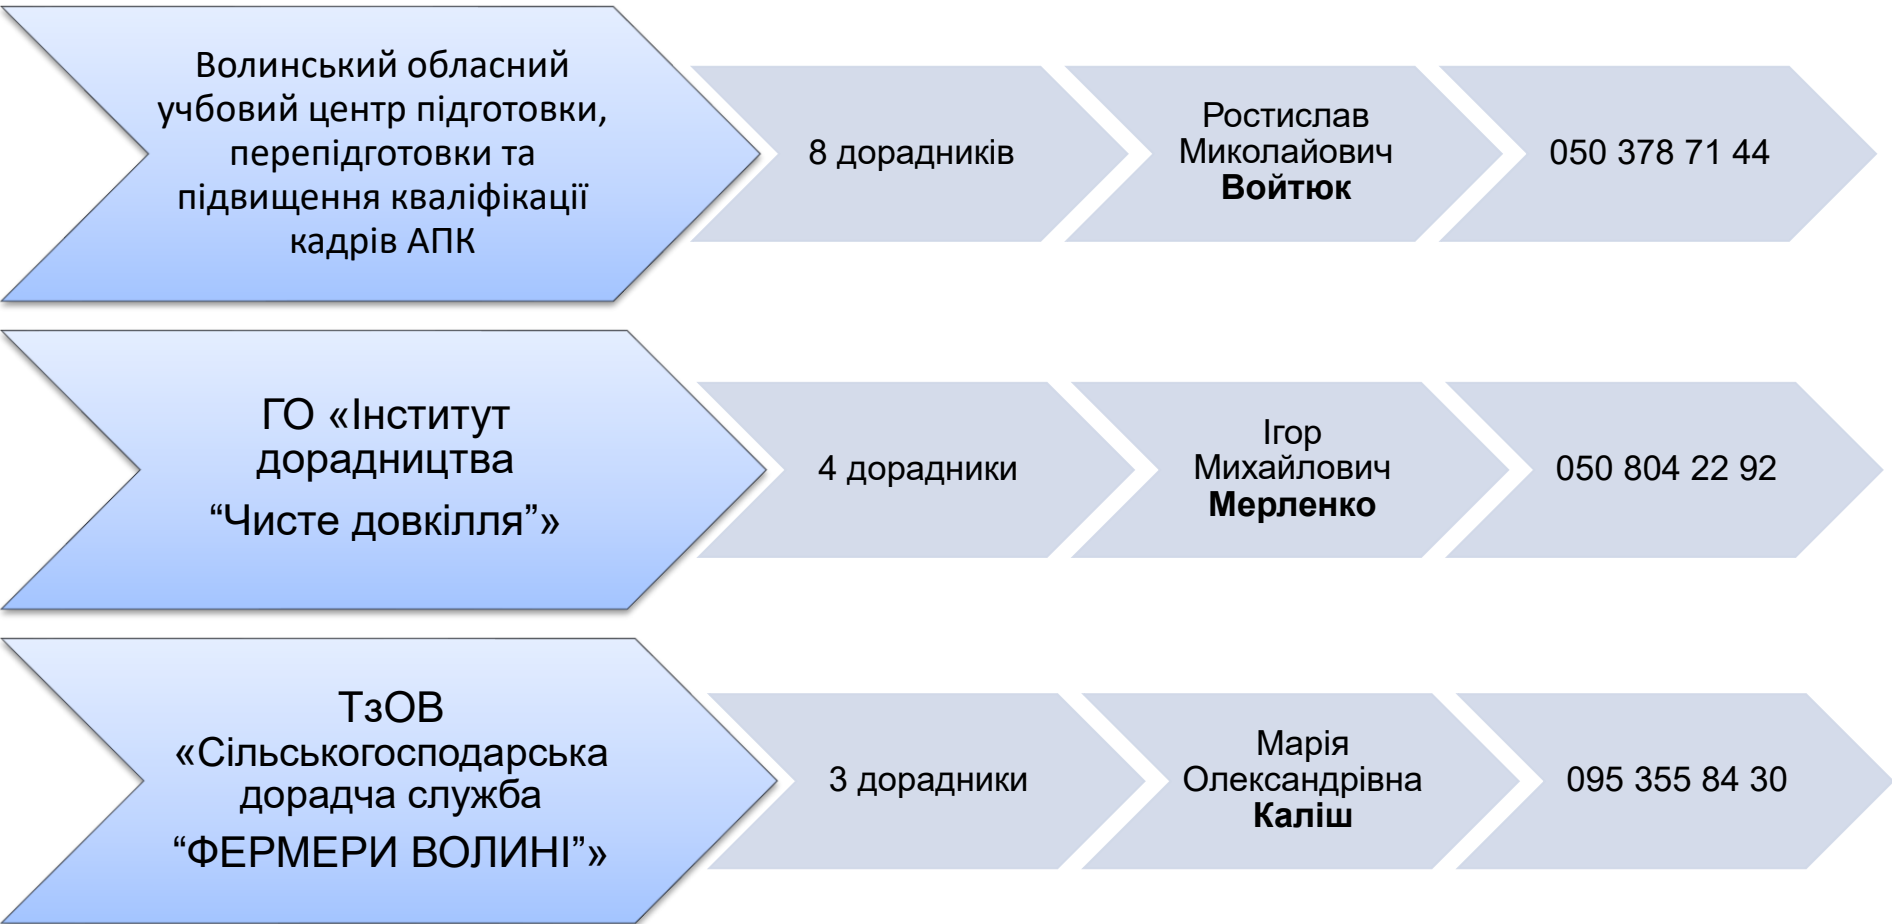 Волинський обласний
учбовий центр підготовки,
перепідготовки та
підвищення кваліфікації
кадрів АПК
8 дорадників
Ростислав
Миколайович
Войтюк
050 378 71 44
ГО «Інститут
дорадництва
“Чисте довкілля”»
4 дорадники
Ігор
Михайлович
Мерленко
050 804 22 92
ТзОВ
«Сільськогосподарська
дорадча служба
“ФЕРМЕРИ ВОЛИНІ”»
3 дорадники
Марія
Олександрівна
Каліш
095 355 84 30